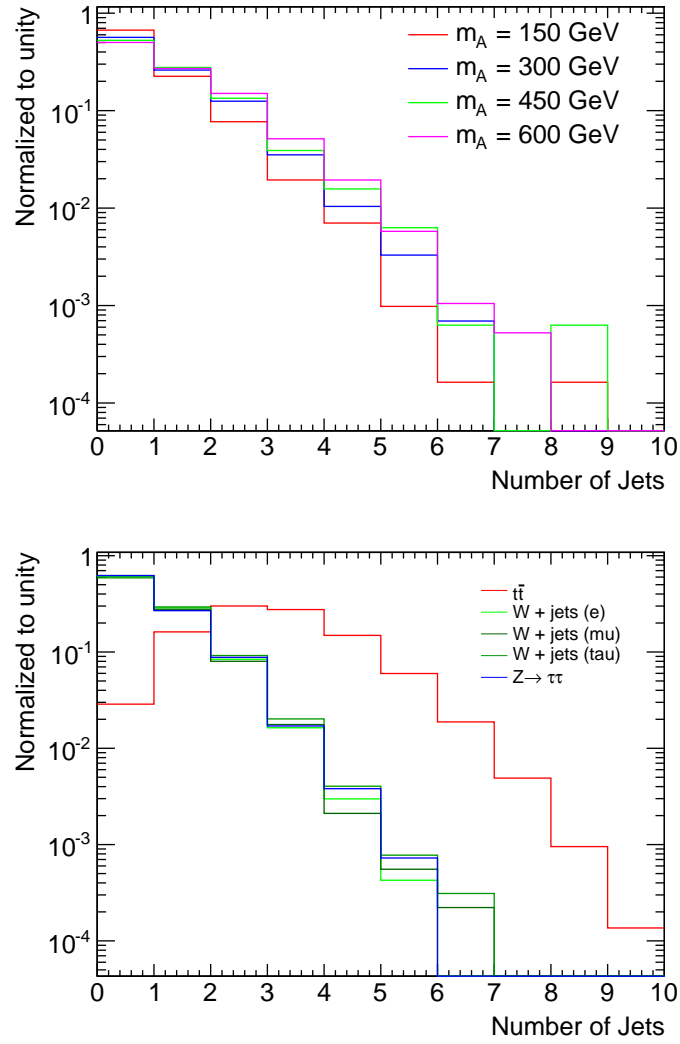 Normalized to unity
1
10⁻¹
10⁻²
10⁻³
10⁻⁴
m_A = 150 GeV
m_A = 300 GeV
m_A = 450 GeV
m_A = 600 GeV
0 1 2 3 4 5 6 7 8 9 10
Number of Jets
Normalized to unity
1
10⁻¹
10⁻²
10⁻³
10⁻⁴
tt̄
W + jets (e)
W + jets (mu)
W + jets (tau)
Z→ ττ
0 1 2 3 4 5 6 7 8 9 10
Number of Jets